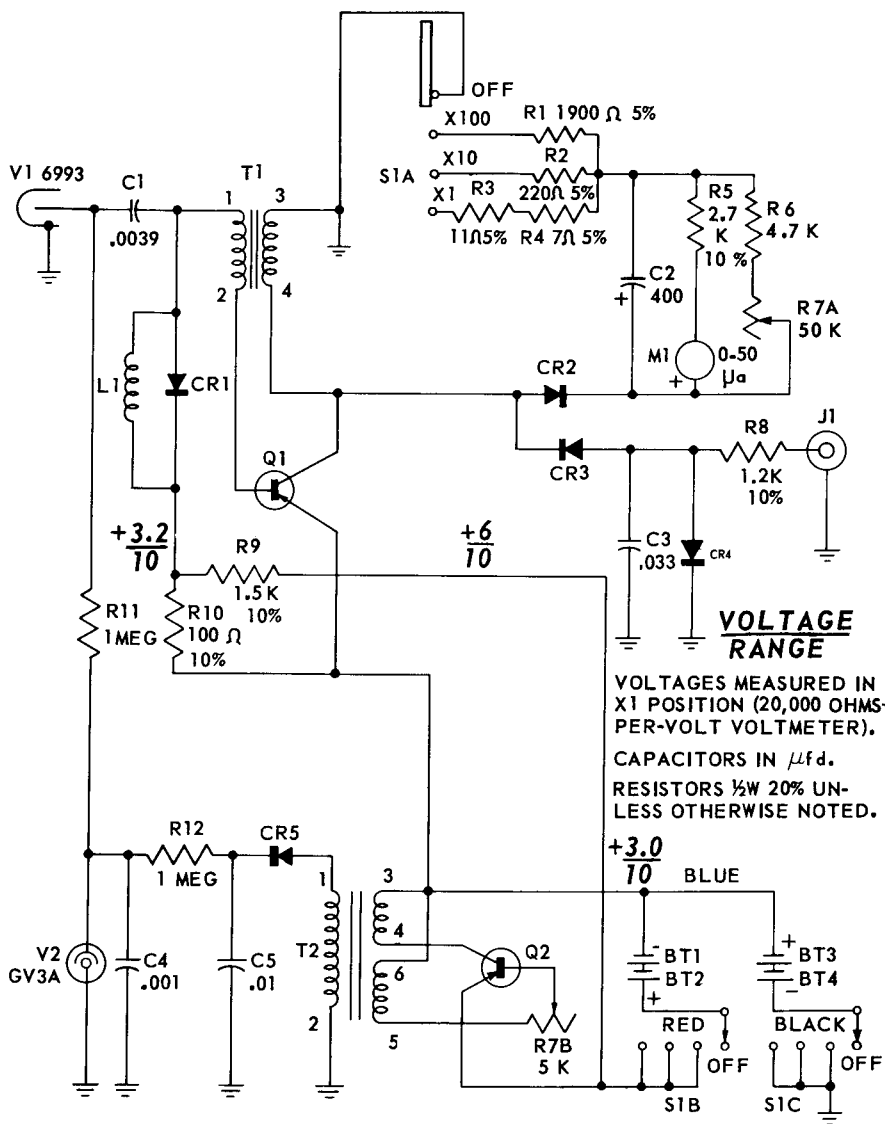 OFF
X100
R1 1900 Ω 5%
V1 6993
C1
T1
X10
R2
S1A
X1
R3
220Ω 5%
R5
2.7
K
10 %
R6
4.7 K
1
3
.0039
11Ω5%
R4 7Ω 5%
2
4
C2
+
400
R7A
50 K
M1
0-50
μa
+
L1
CR1
CR2
J1
R8
Q1
CR3
1.2K
10%
+3.2
10
+6
10
R9
C3
.033
CR4
1.5K
10%
R11
1MEG
R10
100 Ω
10%
VOLTAGE
RANGE
VOLTAGES MEASURED IN
X1 POSITION (20,000 OHMS-
PER-VOLT VOLTMETER).
CAPACITORS IN μfd.
RESISTORS ½W 20% UN-
LESS OTHERWISE NOTED.
R12
CR5
1 MEG
+3.0
10
BLUE
1
3
4
Q2
-
BT1
BT2
+
+
BT3
BT4
-
V2
GV3A
C4
.001
C5
.01
T2
6
2
5
R7B
5 K
RED
OFF
BLACK
OFF
S1B
S1C